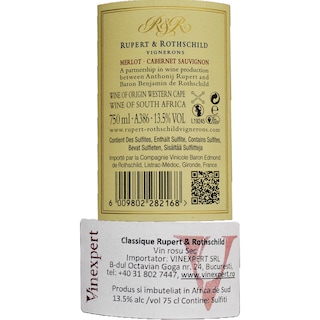 R&R
RUPERT & ROTHSCHILD
VIGNERONS
MERLOT - CABERNET SAUVIGNON
A partnership in wine production
between Anthonij Rupert and
Baron Benjamin de Rothschild
WINE OF ORIGIN WESTERN CAPE
WINE OF SOUTH AFRICA
750 ml · A386 · 13.5% VOL
www.rupert-rothschildvignerons.com
Contient Des Sulfites, Enthält Sulfite, Contains Sulfites,
Bevat Sulfieten, Sisältää Sulfiitteja
Importé par la Compagnie Vinicole Baron Edmond
de Rothschild, Listrac-Médoc, Gironde, France
6 009802 282168 >
Vinexpert
Classique Rupert & Rothschild
Vin rosu Sec
Importator: VINEXPERT SRL
B-dul Octavian Goga nr. 24, Bucuresti,
tel; +40 31 802 7447, www.vinexpert.ro
Produs si imbuteliat in Africa de Sud
13.5% alc /vol 75 cl Contine: Sulfiti